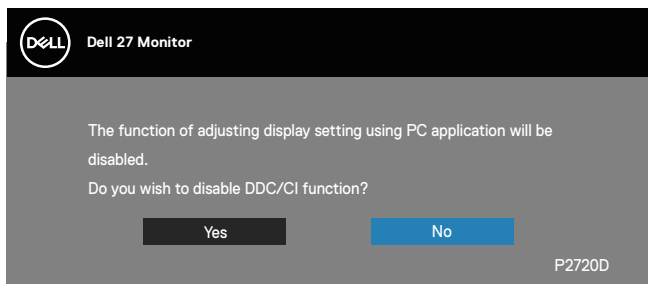 DELL
Dell 27 Monitor
The function of adjusting display setting using PC application will be
disabled.
Do you wish to disable DDC/CI function?
Yes No
P2720D